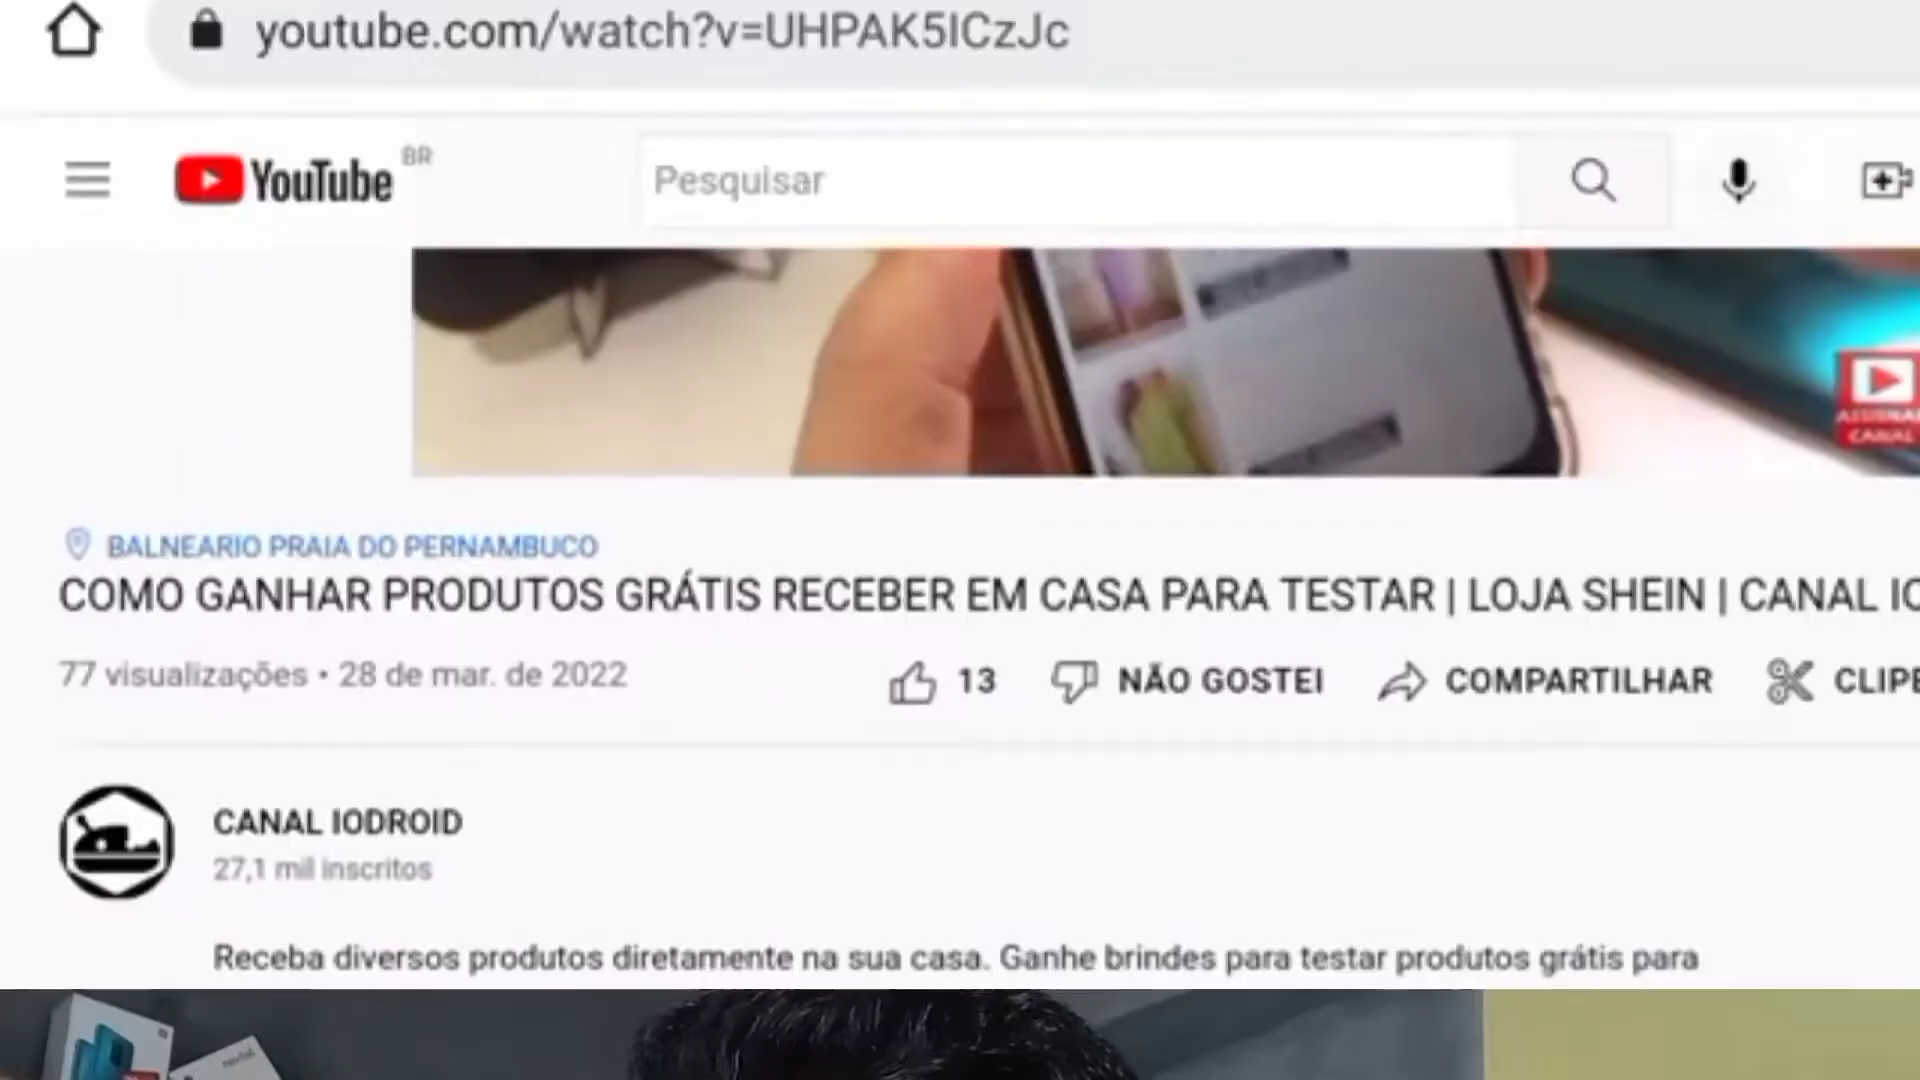 youtube.com/watch?v=UHPAK5ICzJc
YouTube BR
Pesquisar
CANAL
BALNEARIO PRAIA DO PERNAMBUCO
COMO GANHAR PRODUTOS GRÁTIS RECEBER EM CASA PARA TESTAR | LOJA SHEIN | CANAL IO
77 visualizações • 28 de mar. de 2022
13 NÃO GOSTEI COMPARTILHAR CLIPE
CANAL IODROID
27,1 mil inscritos
Receba diversos produtos diretamente na sua casa. Ganhe brindes para testar produtos grátis para